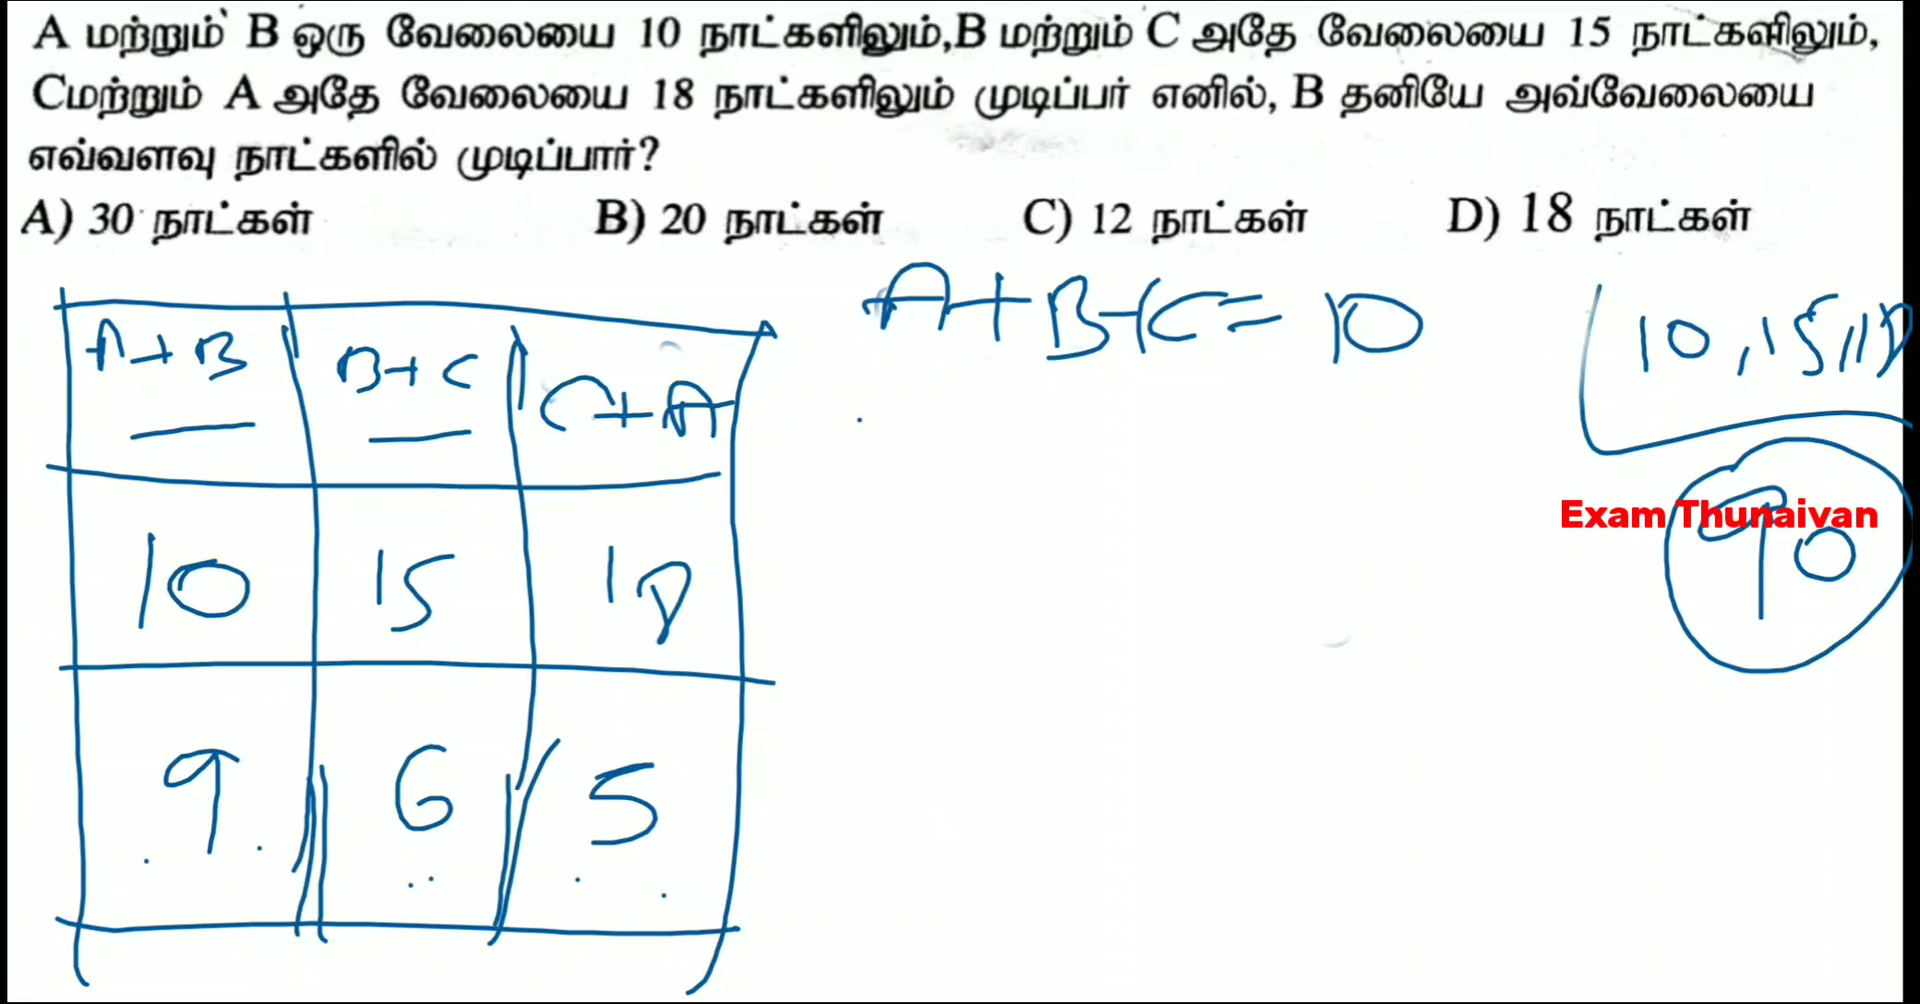 A மற்றும் B ஒரு வேலையை 10 நாட்களிலும்,B மற்றும் C அதே வேலையை 15 நாட்களிலும்,
Cமற்றும் A அதே வேலையை 18 நாட்களிலும் முடிப்பர் எனில், B தனியே அவ்வேலையை
எவ்வளவு நாட்களில் முடிப்பார்?
A) 30 நாட்கள் B) 20 நாட்கள் C) 12 நாட்கள் D) 18 நாட்கள்
A+B+C= 10
10, 15, 18
A+B B+C C+A
90
Exam Thunaivan
10 15 18
9 6 5